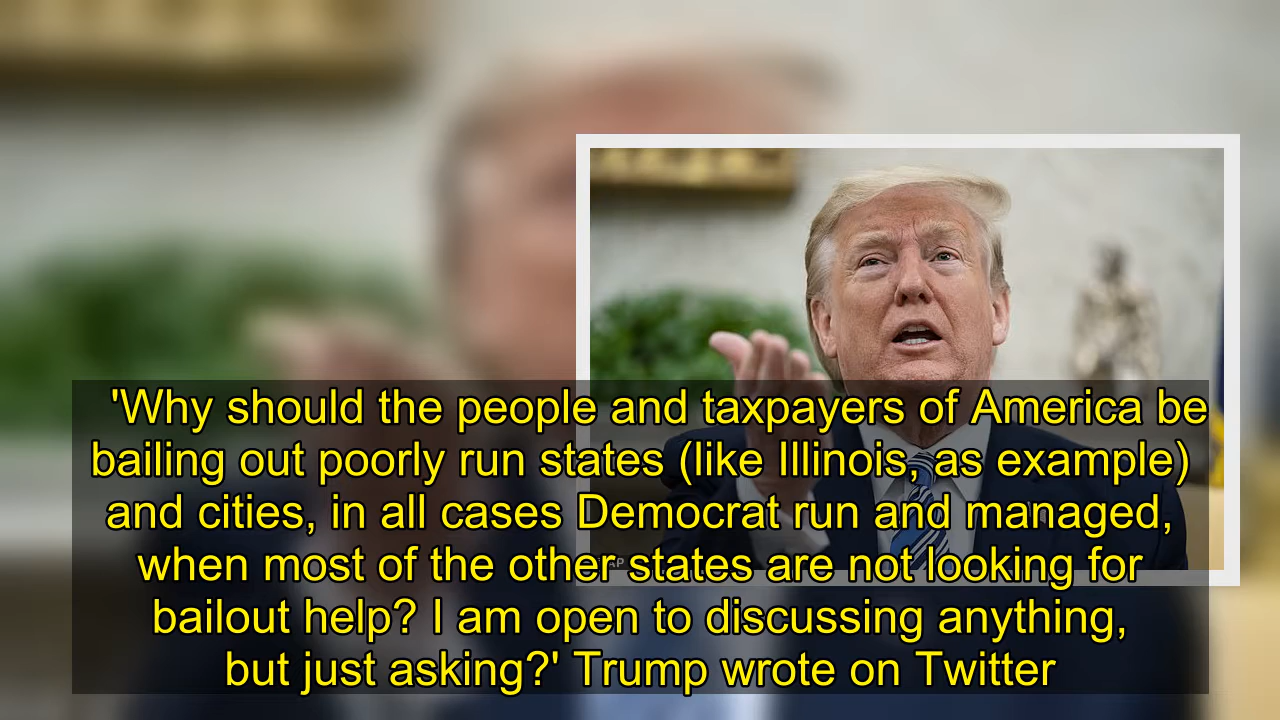 'Why should the people and taxpayers of America be
bailing out poorly run states (like Illinois, as example)
and cities, in all cases Democrat run and managed,
when most of the other states are not looking for
bailout help? I am open to discussing anything,
but just asking?' Trump wrote on Twitter
AP